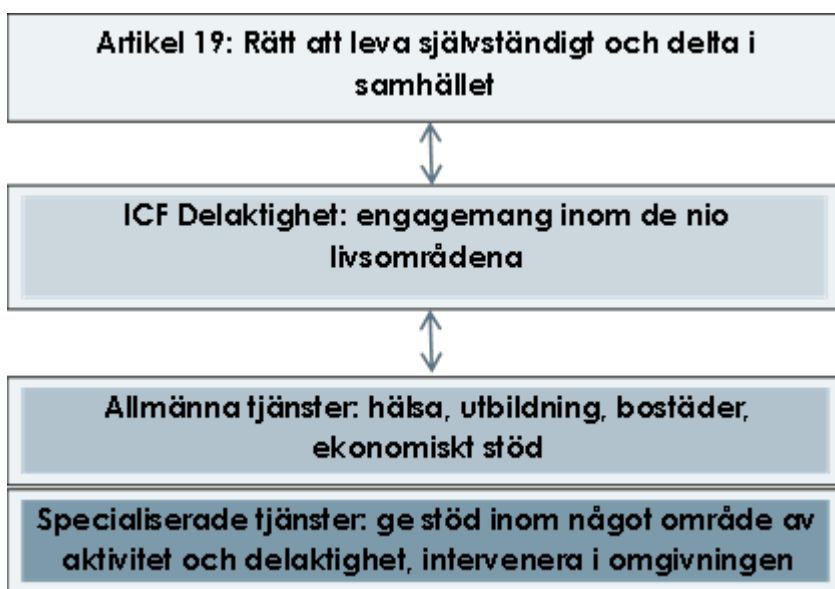 Artikel 19: Rätt att leva självständigt och delta i
samhället
ICF Delaktighet: engagemang inom de nio
livsområdena
Allmänna tjänster: hälsa, utbildning, bostäder,
ekonomiskt stöd
Specialiserade tjänster: ge stöd inom något område av
aktivitet och delaktighet, intervenera i omgivningen